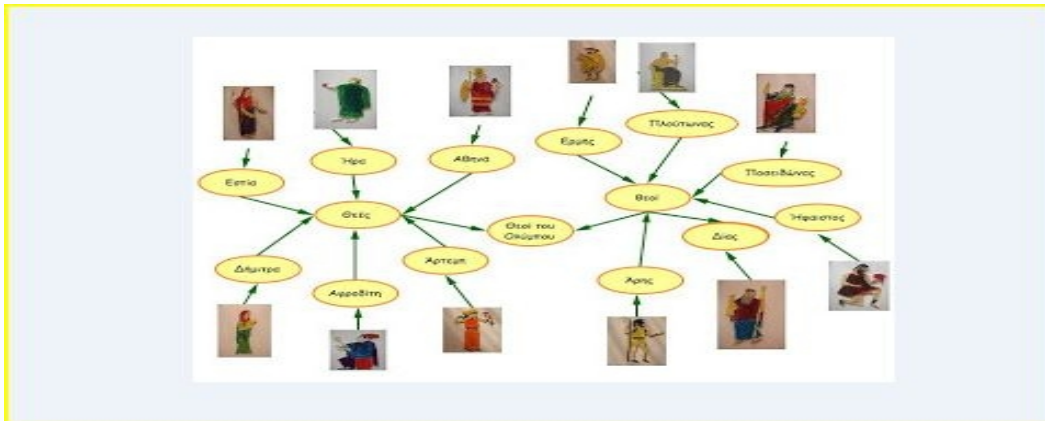 Ερμής
Πλούτωνας
Εστία
Ήρα
Αθηνά
Ποσειδώνας
Θεές
Θεοί
Θεοί του
Ολύμπου
Ήφαιστος
Δίας
Δήμητρα
Αφροδίτη
Άρτεμη
Άρης